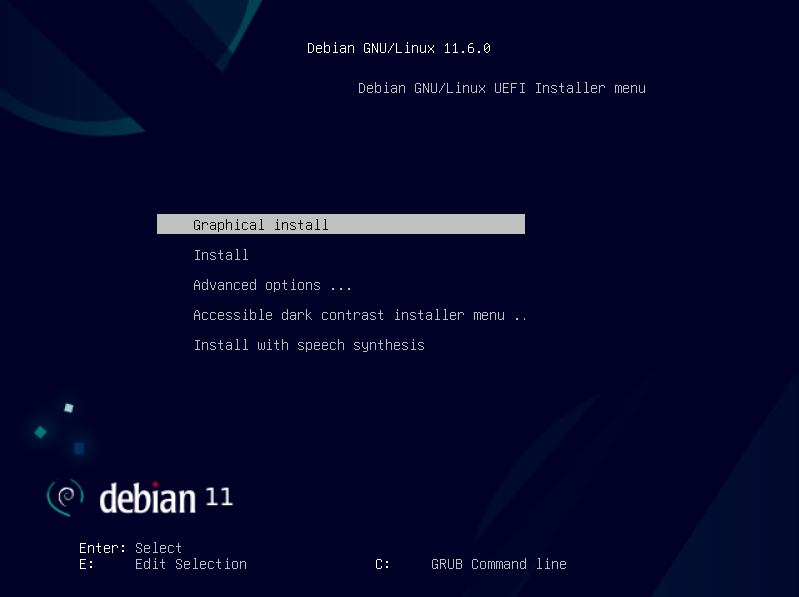 Debian GNU/Linux 11.6.0
Debian GNU/Linux UEFI Installer menu
Graphical install
Install
Advanced options ...
Accessible dark contrast installer menu ..
Install with speech synthesis
debian 11
Enter: Select
E: Edit Selection C: GRUB Command line